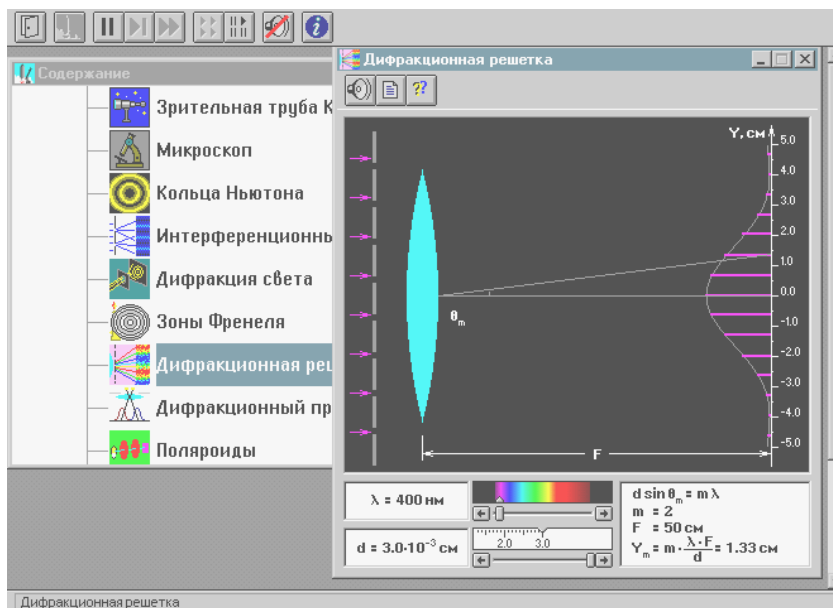 Дифракционная решетка
Содержание
Зрительная труба К
Микроскоп
Кольца Ньютона
Интерференционнь
Дифракция света
Зоны Френеля
Дифракционная реш
Дифракционный пр
Поляроиды
Y, см
5.0
4.0
3.0
2.0
1.0
0.0
-1.0
-2.0
-3.0
-4.0
-5.0
θm
F
λ = 400 нм
d = 3.0·10⁻³ см
2.0 3.0
d sin θm = m λ
m = 2
F = 50 см
Ym = m · λ·F/d = 1.33 см
Дифракционная решетка